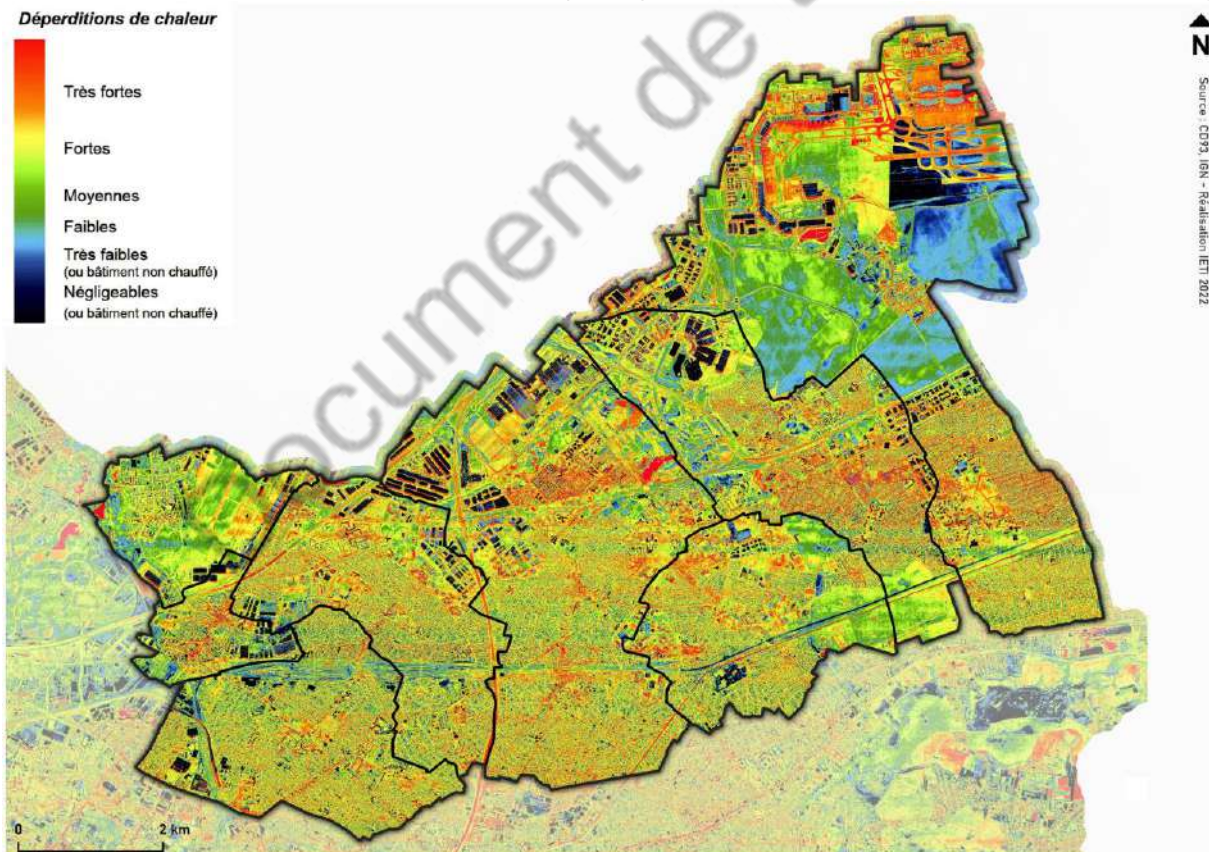 Déperditions de chaleur
Très fortes
Fortes
Moyennes
Faibles
Très faibles
(ou bâtiment non chauffé)
Négligeables
(ou bâtiment non chauffé)
N
Source : CD93, IGN - Réalisation IETI 2022
ocument de
0 2 km